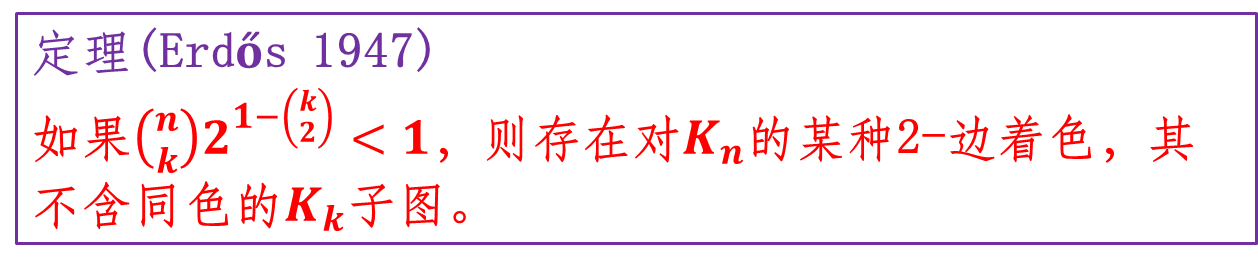 定理(Erdős 1947)
如果$\binom{n}{k}2^{1-\binom{k}{2}}<1$，则存在对$K_n$的某种2-边着色，其
不含同色的$K_k$子图。